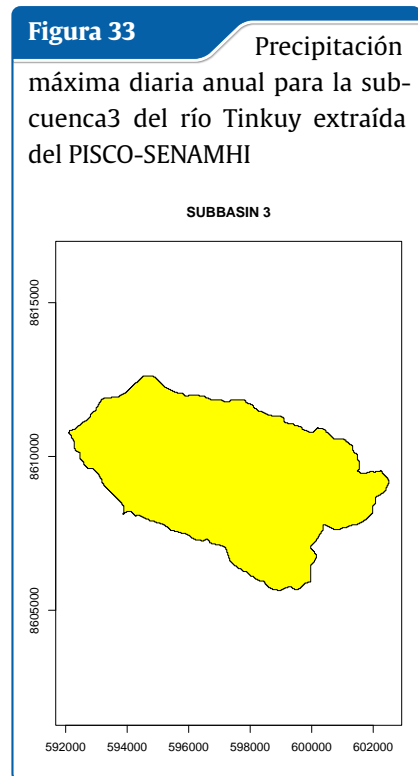 Figura 33
Precipitación
máxima diaria anual para la sub-
cuenca3 del río Tinkuy extraída
del PISCO-SENAMHI
SUBBASIN 3
8615000
8610000
8605000
592000 594000 596000 598000 600000 602000